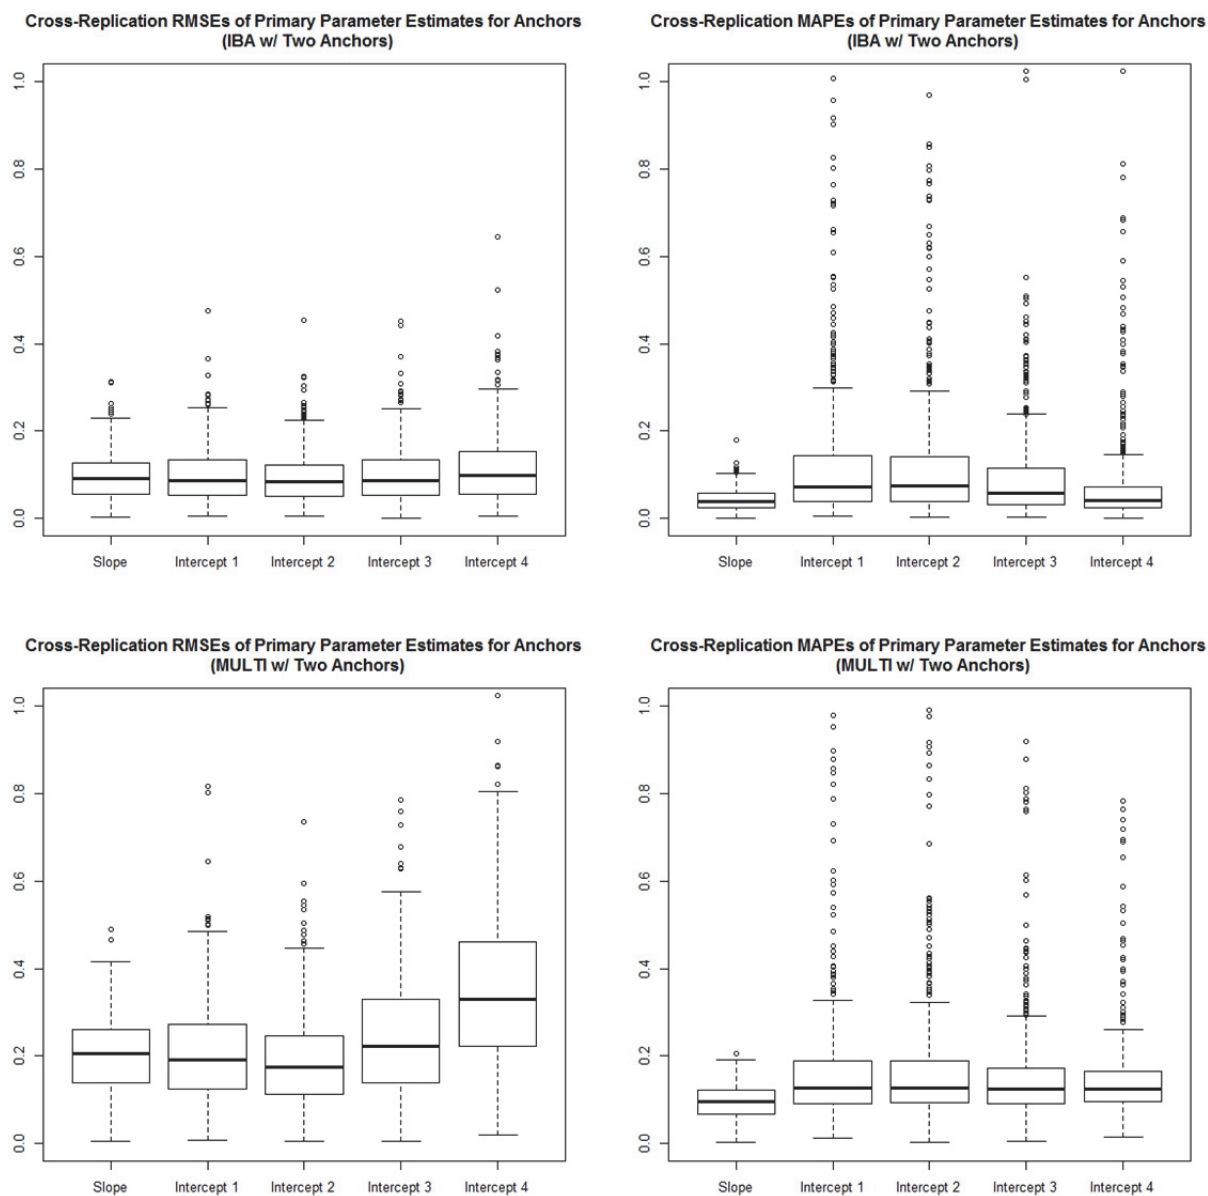 Cross-Replication RMSEs of Primary Parameter Estimates for Anchors
(IBA w/ Two Anchors)
1.0
0.8
0.6
0.4
0.2
0.0
Slope Intercept 1 Intercept 2 Intercept 3 Intercept 4
Cross-Replication MAPEs of Primary Parameter Estimates for Anchors
(IBA w/ Two Anchors)
1.0
0.8
0.6
0.4
0.2
0.0
Slope Intercept 1 Intercept 2 Intercept 3 Intercept 4
Cross-Replication RMSEs of Primary Parameter Estimates for Anchors
(MULTI w/ Two Anchors)
1.0
0.8
0.6
0.4
0.2
0.0
Slope Intercept 1 Intercept 2 Intercept 3 Intercept 4
Cross-Replication MAPEs of Primary Parameter Estimates for Anchors
(MULTI w/ Two Anchors)
1.0
0.8
0.6
0.4
0.2
0.0
Slope Intercept 1 Intercept 2 Intercept 3 Intercept 4